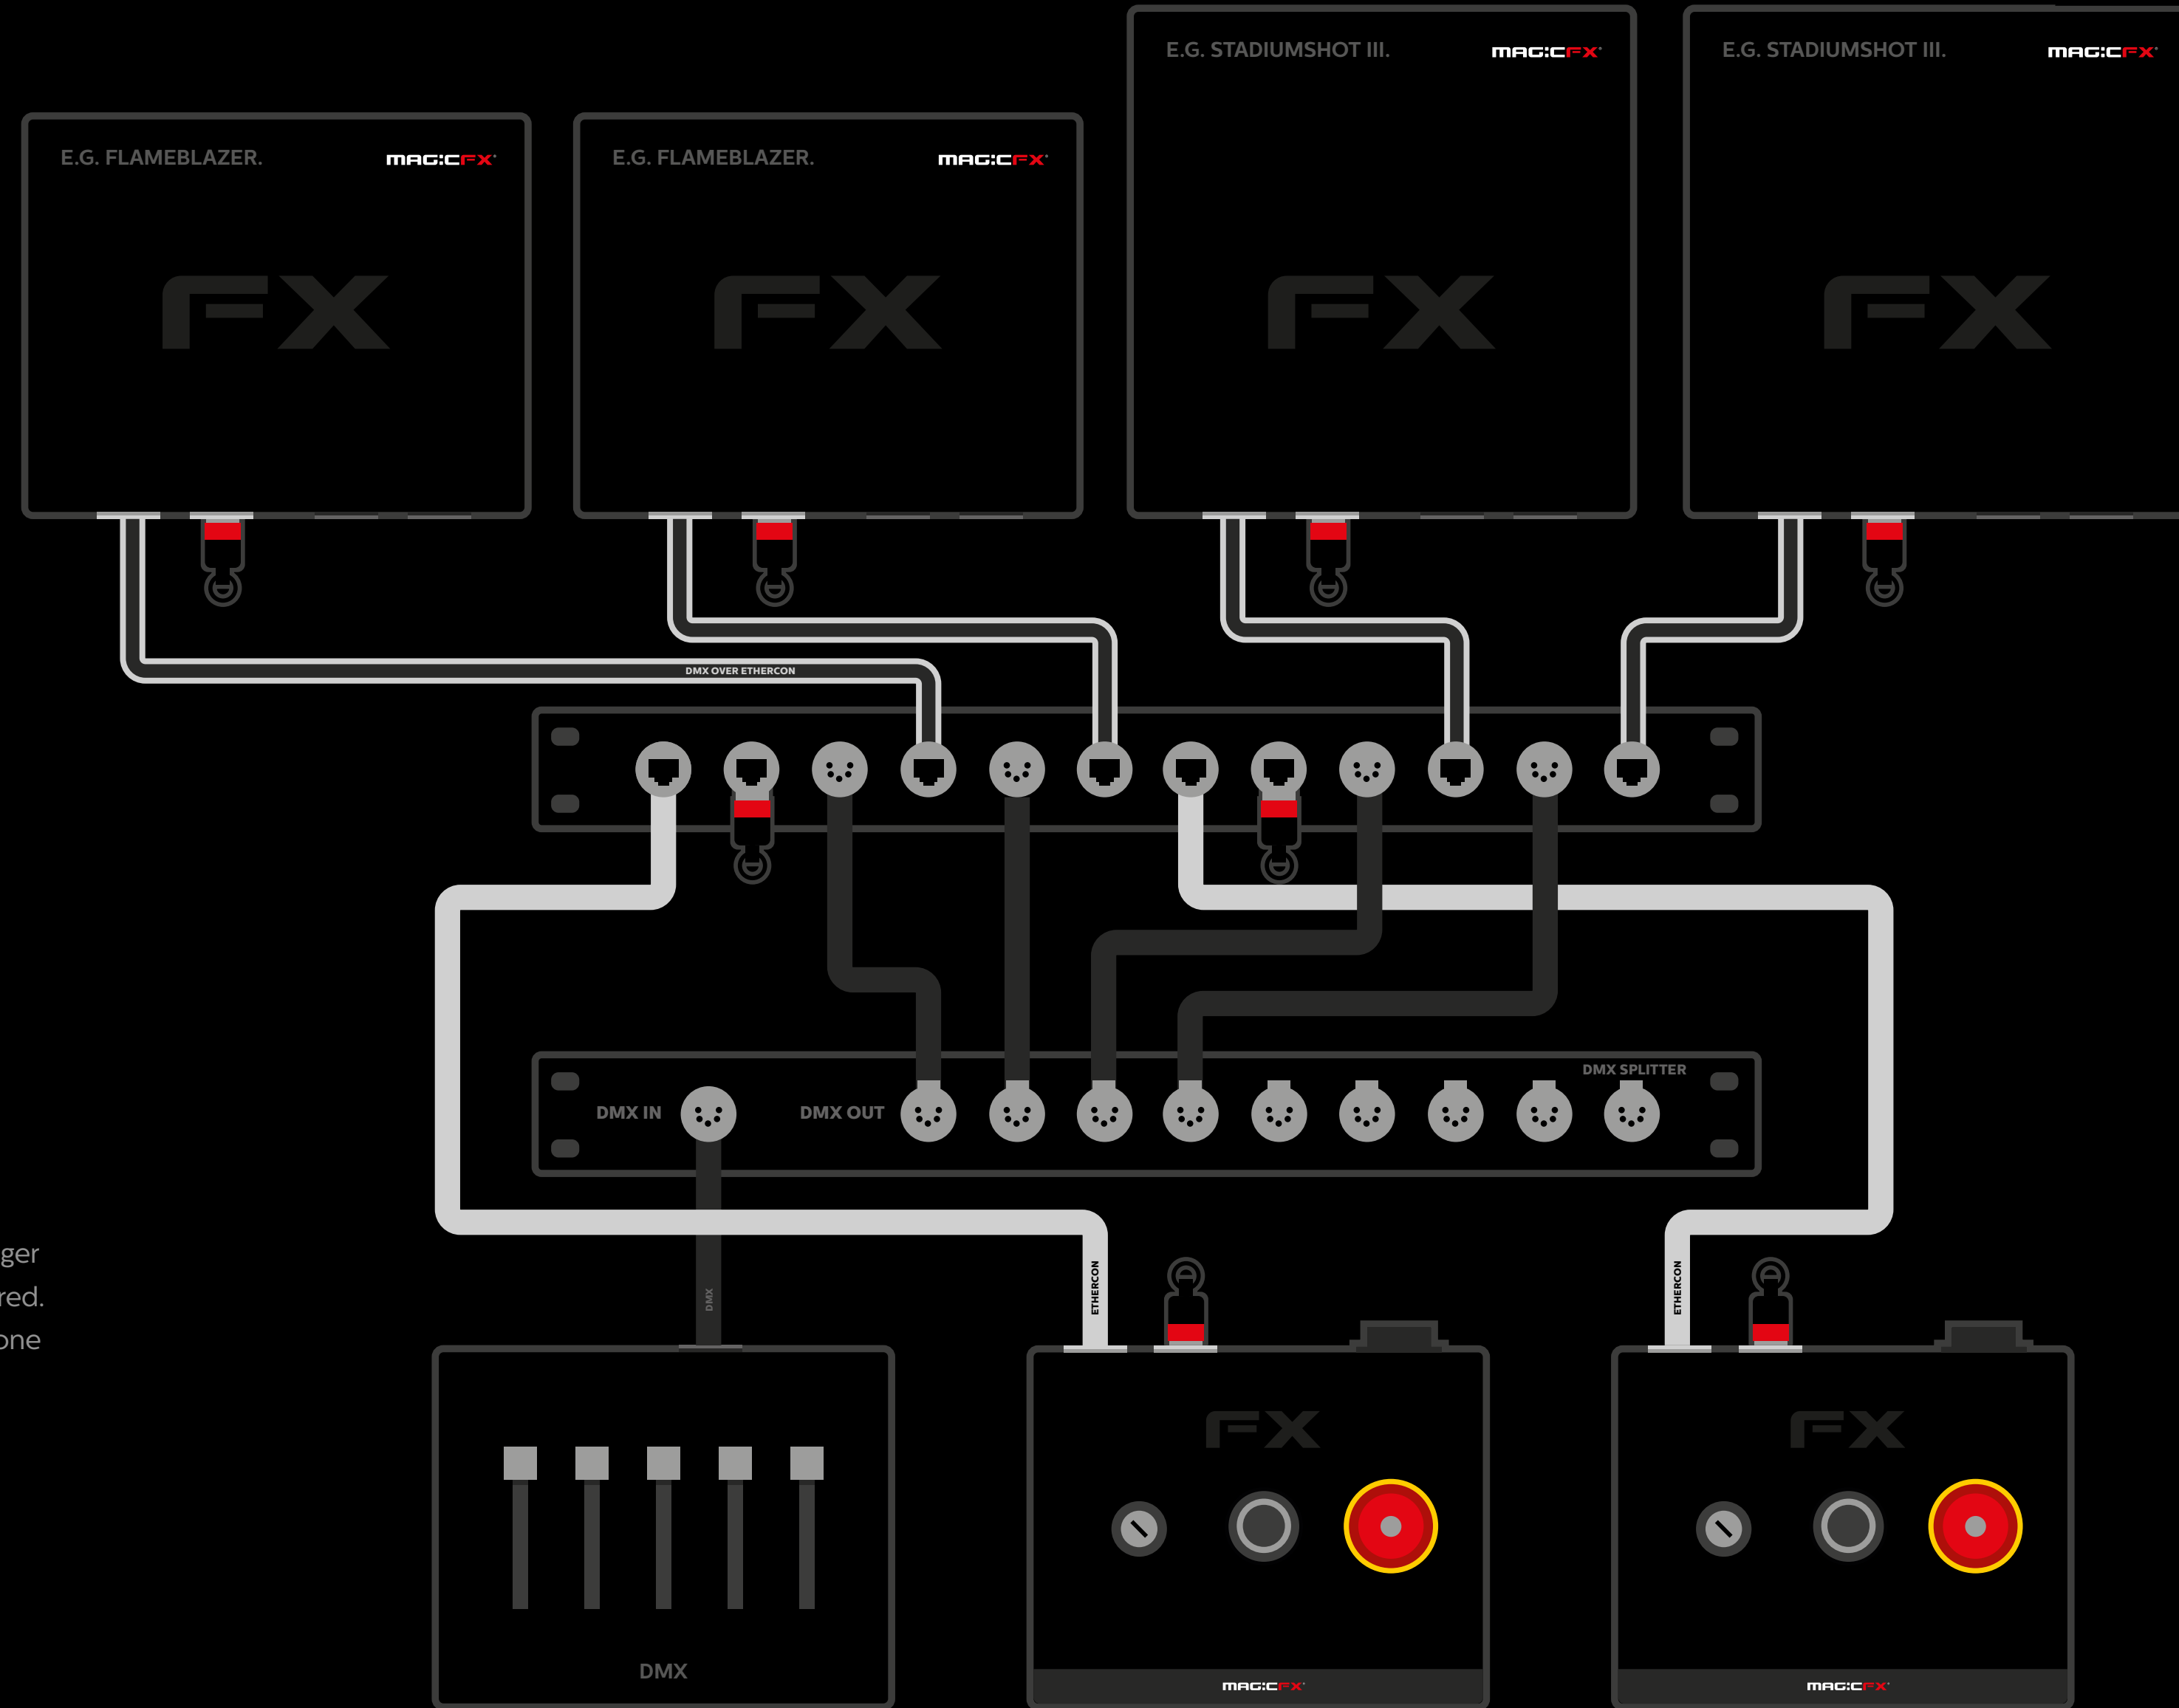 E.G. STADIUMSHOT III. MAGICFX
E.G. STADIUMSHOT III. MAGICFX
E.G. FLAMEBLAZER. MAGICFX
E.G. FLAMEBLAZER. MAGICFX
FX
FX
FX
FX
DMX OVER ETHERCON
DMX SPLITTER
DMX IN
DMX OUT
ger
red.
one
DMX
ETHERCON
ETHERCON
FX
FX
DMX
MAGICFX
MAGICFX